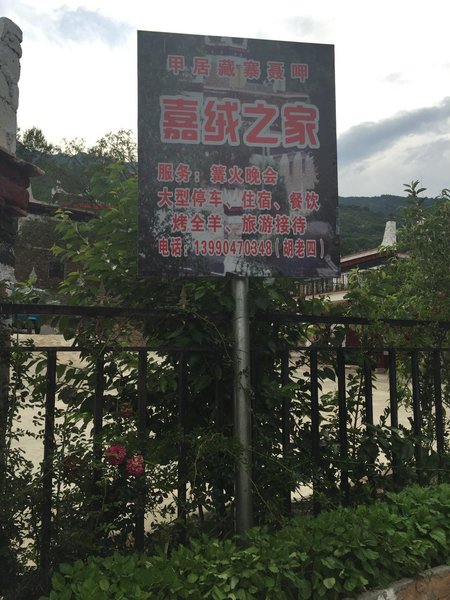 甲居藏寨聂呷
嘉绒之家
服务：篝火晚会
大型停车、住宿、餐饮
烤全羊、旅游接待
电话：13990470348（胡老四）